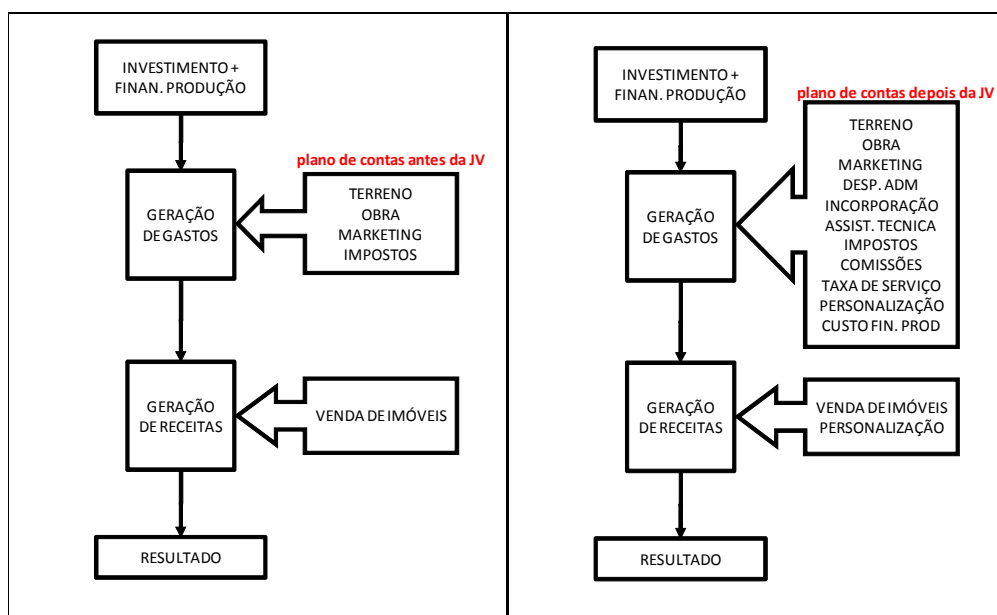 INVESTIMENTO +
FINAN. PRODUÇÃO
plano de contas antes da JV
GERAÇÃO
DE GASTOS
TERRENO
OBRA
MARKETING
IMPOSTOS
GERAÇÃO
DE RECEITAS
VENDA DE IMÓVEIS
RESULTADO
INVESTIMENTO +
FINAN. PRODUÇÃO
plano de contas depois da JV
GERAÇÃO
DE GASTOS
TERRENO
OBRA
MARKETING
DESP. ADM
INCORPORAÇÃO
ASSIST. TECNICA
IMPOSTOS
COMISSÕES
TAXA DE SERVIÇO
PERSONALIZAÇÃO
CUSTO FIN. PROD
GERAÇÃO
DE RECEITAS
VENDA DE IMÓVEIS
PERSONALIZAÇÃO
RESULTADO